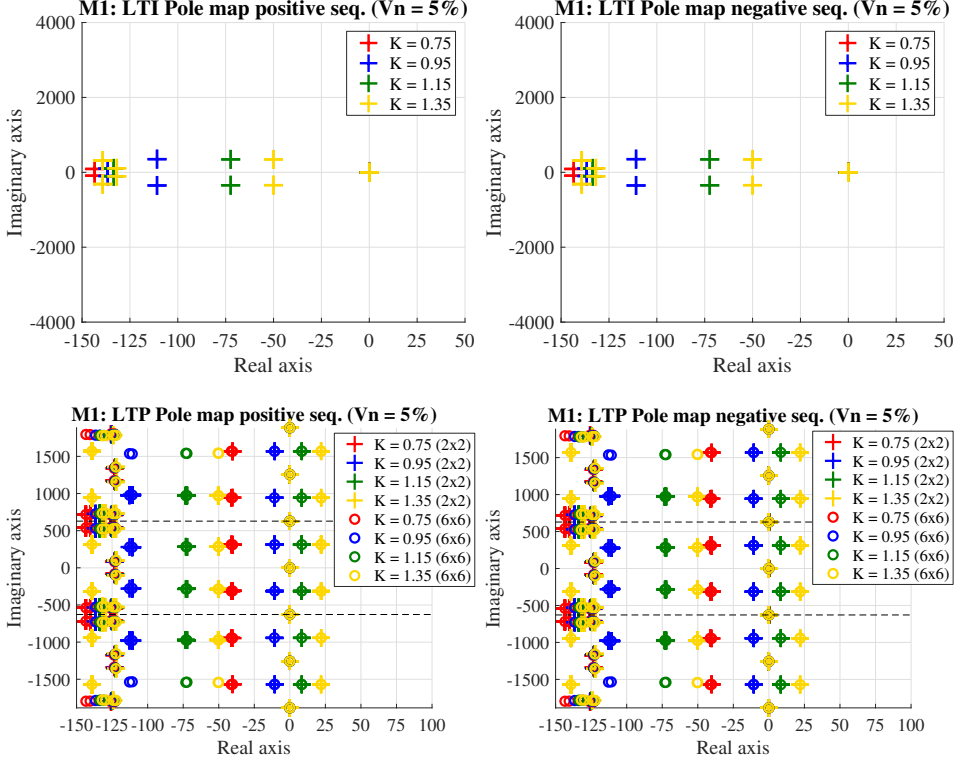 M1: LTI Pole map positive seq. (Vn = 5%)
4000
2000
0
-2000
-4000
Imaginary axis
-150 -125 -100 -75 -50 -25 0 25 50
Real axis
K = 0.75
K = 0.95
K = 1.15
K = 1.35
M1: LTI Pole map negative seq. (Vn = 5%)
4000
2000
0
-2000
-4000
Imaginary axis
-150 -125 -100 -75 -50 -25 0 25 50
Real axis
K = 0.75
K = 0.95
K = 1.15
K = 1.35
M1: LTP Pole map positive seq. (Vn = 5%)
1500
1000
500
0
-500
-1000
-1500
Imaginary axis
-150 -125 -100 -75 -50 -25 0 25 50 75 100
Real axis
K = 0.75 (2x2)
K = 0.95 (2x2)
K = 1.15 (2x2)
K = 1.35 (2x2)
K = 0.75 (6x6)
K = 0.95 (6x6)
K = 1.15 (6x6)
K = 1.35 (6x6)
M1: LTP Pole map negative seq. (Vn = 5%)
1500
1000
500
0
-500
-1000
-1500
Imaginary axis
-150 -125 -100 -75 -50 -25 0 25 50 75 100
Real axis
K = 0.75 (2x2)
K = 0.95 (2x2)
K = 1.15 (2x2)
K = 1.35 (2x2)
K = 0.75 (6x6)
K = 0.95 (6x6)
K = 1.15 (6x6)
K = 1.35 (6x6)